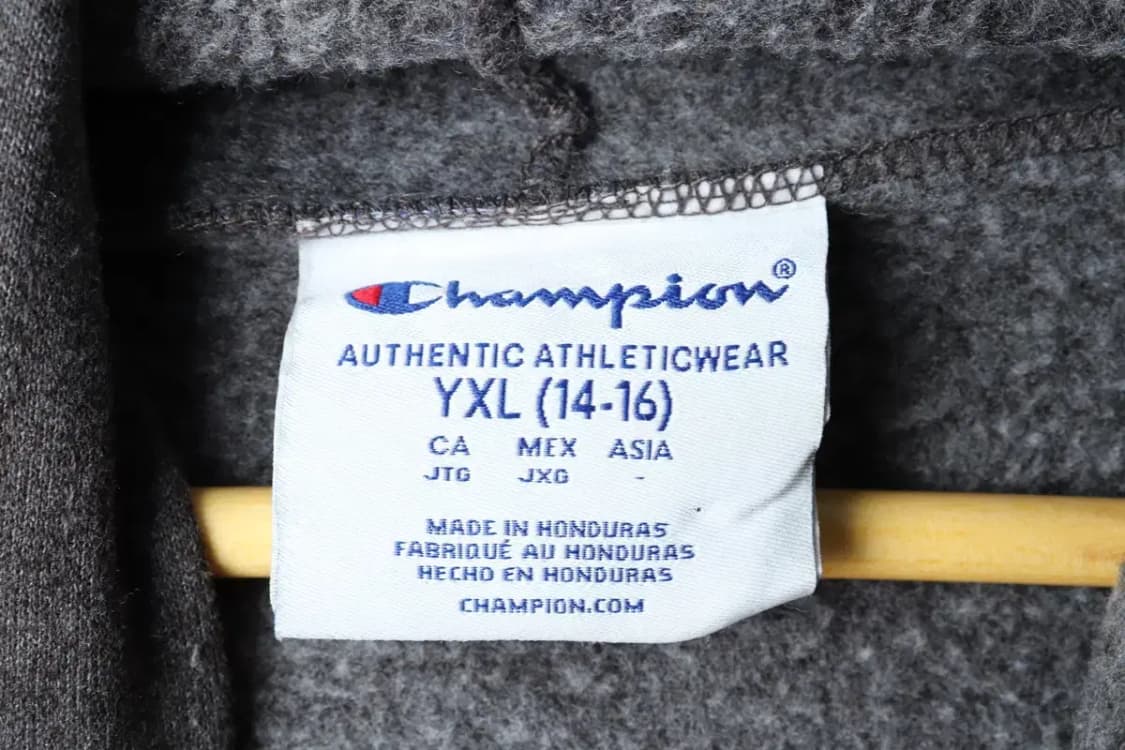 Champion®
AUTHENTIC ATHLETICWEAR
YXL (14-16)
CA MEX ASIA
JTG JXG -
MADE IN HONDURAS
FABRIQUÉ AU HONDURAS
HECHO EN HONDURAS
CHAMPION.COM